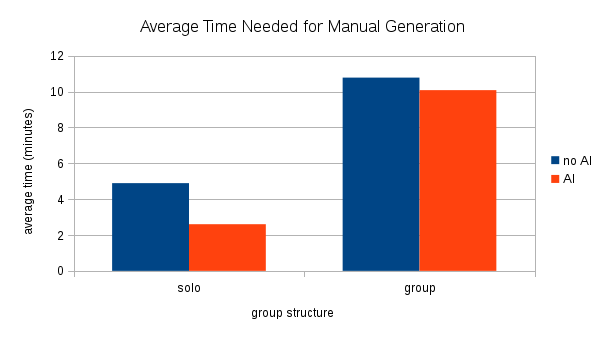 Average Time Needed for Manual Generation
12
10
8
6
4
2
0
average time (minutes)
solo
group
group structure
no AI
AI